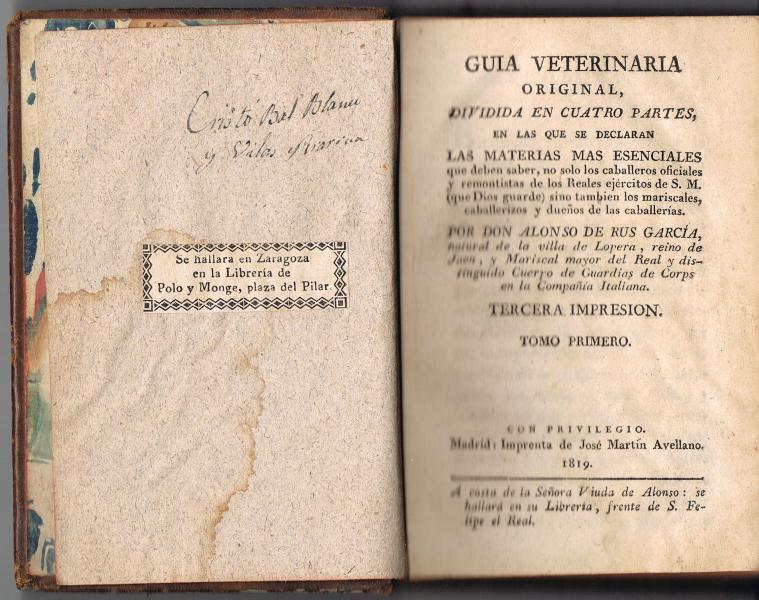 Cristó Bal Blanu
y Vilas
Se hallara en Zaragoza
en la Librería de
Polo y Monge, plaza del Pilar
GUIA VETERINARIA
ORIGINAL,
DIVIDIDA EN CUATRO PARTES,
EN LAS QUE SE DECLARAN
LAS MATERIAS MAS ESENCIALES
que deben saber, no solo los caballeros oficiales
y remontistas de los Reales ejércitos de S. M.
(que Dios guarde) sino tambien los mariscales,
caballerizos y dueños de las caballerías.
POR DON ALONSO DE RUS GARCÍA,
natural de la villa de Lopera, reino de
Jaen, y Mariscal mayor del Real y dis-
tinguido Cuerpo de Guardias de Corps
en la Compañía Italiana.
TERCERA IMPRESION.
TOMO PRIMERO.
CON PRIVILEGIO.
Madrid: Imprenta de José Martín Avellano.
1819.
A costa de la Señora Viuda de Alonso: se
hallará en su Librería, frente de S. Fe-
lipe el Real.